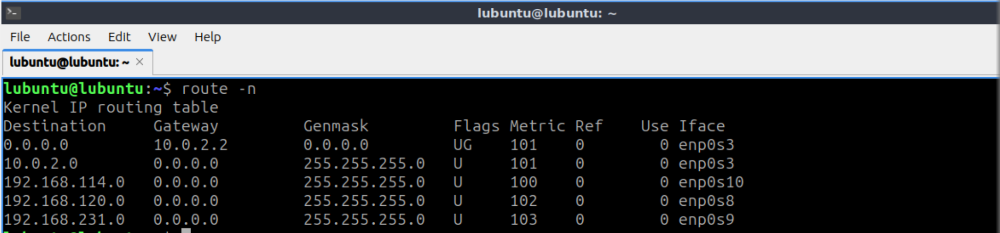 lubuntu@lubuntu: ~
File Actions Edit View Help
lubuntu@lubuntu: ~ ×
lubuntu@lubuntu:~$ route -n
Kernel IP routing table
Destination Gateway Genmask Flags Metric Ref Use Iface
0.0.0.0 10.0.2.2 0.0.0.0 UG 101 0 0 enp0s3
10.0.2.0 0.0.0.0 255.255.255.0 U 101 0 0 enp0s3
192.168.114.0 0.0.0.0 255.255.255.0 U 100 0 0 enp0s10
192.168.120.0 0.0.0.0 255.255.255.0 U 102 0 0 enp0s8
192.168.231.0 0.0.0.0 255.255.255.0 U 103 0 0 enp0s9